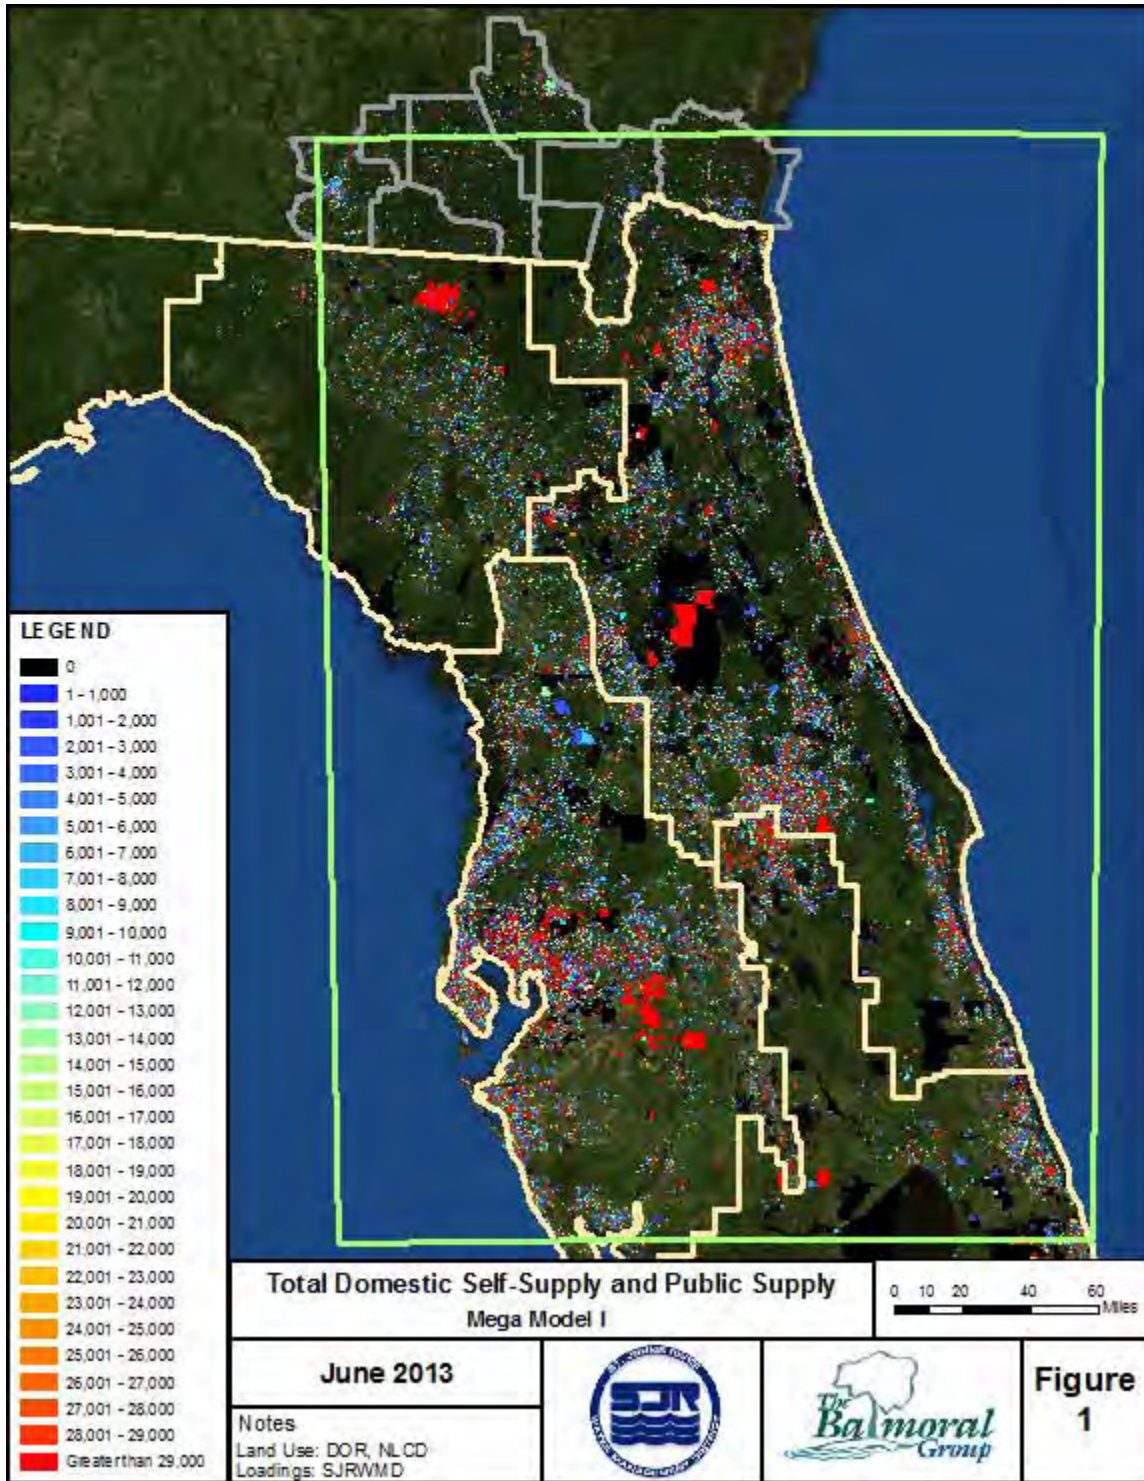 LEGEND
0
1 - 1,000
1,001 - 2,000
2,001 - 3,000
3,001 - 4,000
4,001 - 5,000
5,001 - 6,000
6,001 - 7,000
7,001 - 8,000
8,001 - 9,000
9,001 - 10,000
10,001 - 11,000
11,001 - 12,000
12,001 - 13,000
13,001 - 14,000
14,001 - 15,000
15,001 - 16,000
16,001 - 17,000
17,001 - 18,000
18,001 - 19,000
19,001 - 20,000
20,001 - 21,000
21,001 - 22,000
22,001 - 23,000
23,001 - 24,000
24,001 - 25,000
25,001 - 26,000
26,001 - 27,000
27,001 - 28,000
28,001 - 29,000
Greater than 29,000
Total Domestic Self-Supply and Public Supply
Mega Model I
0 10 20 40 60
Miles
June 2013
Notes
Land Use: DOR, NLCD
Loadings: SJRWMD
ST. JOHNS RIVER
SJR
WATER MANAGEMENT DISTRICT
The
Balmoral
Group
Figure
1